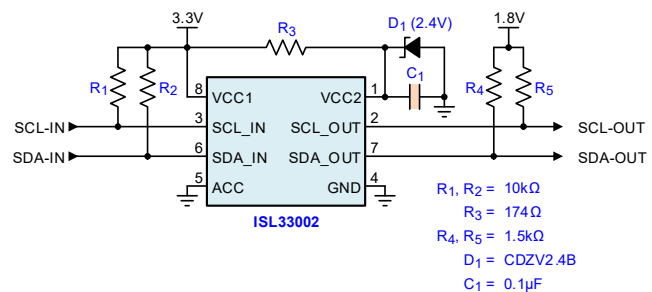 3.3V
D1 (2.4V)
1.8V
R3
C1
R1
R2
R4
R5
8
VCC1
VCC2
1
SCL-IN
3
SCL_IN
SCL_OUT
2
SCL-OUT
SDA-IN
6
SDA_IN
SDA_OUT
7
SDA-OUT
5
ACC
GND
4
ISL33002
R1, R2 = 10kΩ
R3 = 174Ω
R4, R5 = 1.5kΩ
D1 = CDZV2.4B
C1 = 0.1µF